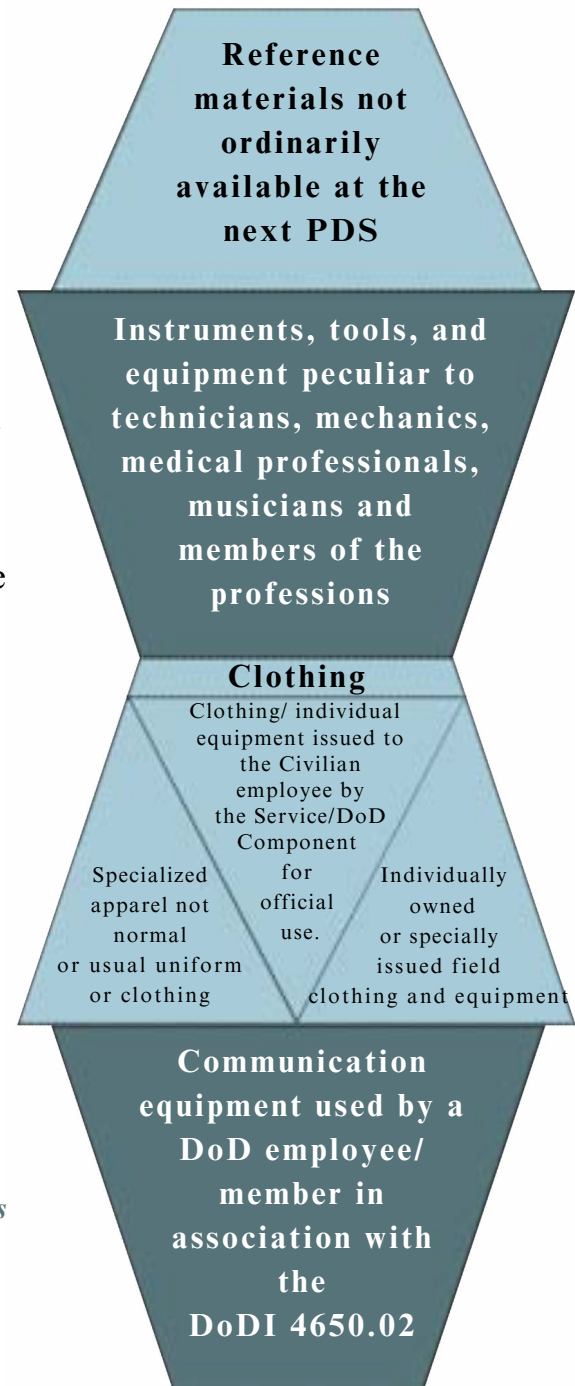 Reference
materials not
ordinarily
available at the
next PDS
Instruments, tools, and
equipment peculiar to
technicians, mechanics,
medical professionals,
musicians and
members of the
professions
e
Clothing
Clothing/ individual
equipment issued to
the Civilian
employee by
the Service/DoD
Component
for
official
use.
Specialized
apparel not
normal
or usual uniform
or clothing
Individually
owned
or specially
issued field
clothing and equipment
Communication
equipment used by a
DoD employee/
member in
association with
the
DoDI 4650.02
s